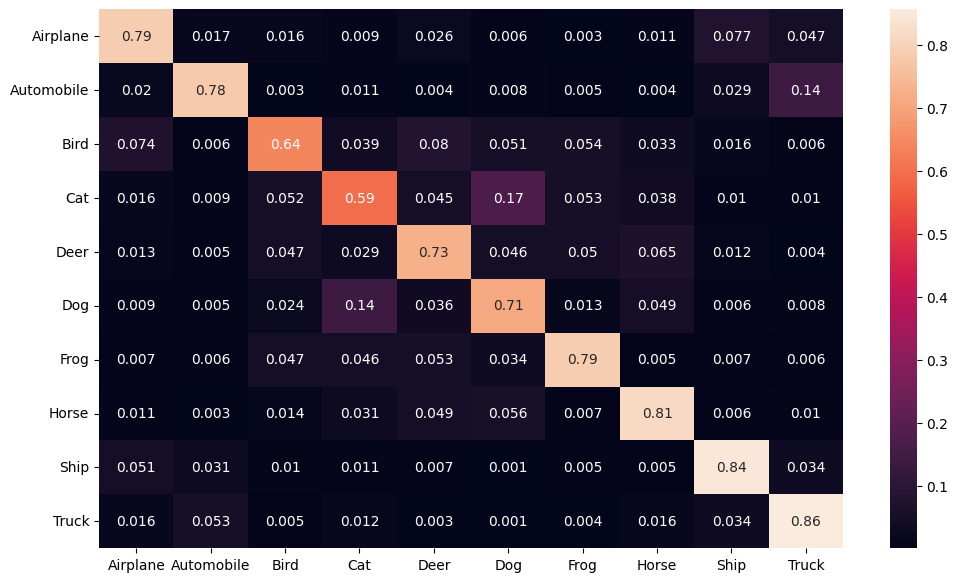 Airplane 0.79 0.017 0.016 0.009 0.026 0.006 0.003 0.011 0.077 0.047
Automobile 0.02 0.78 0.003 0.011 0.004 0.008 0.005 0.004 0.029 0.14
Bird 0.074 0.006 0.64 0.039 0.08 0.051 0.054 0.033 0.016 0.006
Cat 0.016 0.009 0.052 0.59 0.045 0.17 0.053 0.038 0.01 0.01
Deer 0.013 0.005 0.047 0.029 0.73 0.046 0.05 0.065 0.012 0.004
Dog 0.009 0.005 0.024 0.14 0.036 0.71 0.013 0.049 0.006 0.008
Frog 0.007 0.006 0.047 0.046 0.053 0.034 0.79 0.005 0.007 0.006
Horse 0.011 0.003 0.014 0.031 0.049 0.056 0.007 0.81 0.006 0.01
Ship 0.051 0.031 0.01 0.011 0.007 0.001 0.005 0.005 0.84 0.034
Truck 0.016 0.053 0.005 0.012 0.003 0.001 0.004 0.016 0.034 0.86
Airplane Automobile Bird Cat Deer Dog Frog Horse Ship Truck
0.8
0.7
0.6
0.5
0.4
0.3
0.2
0.1